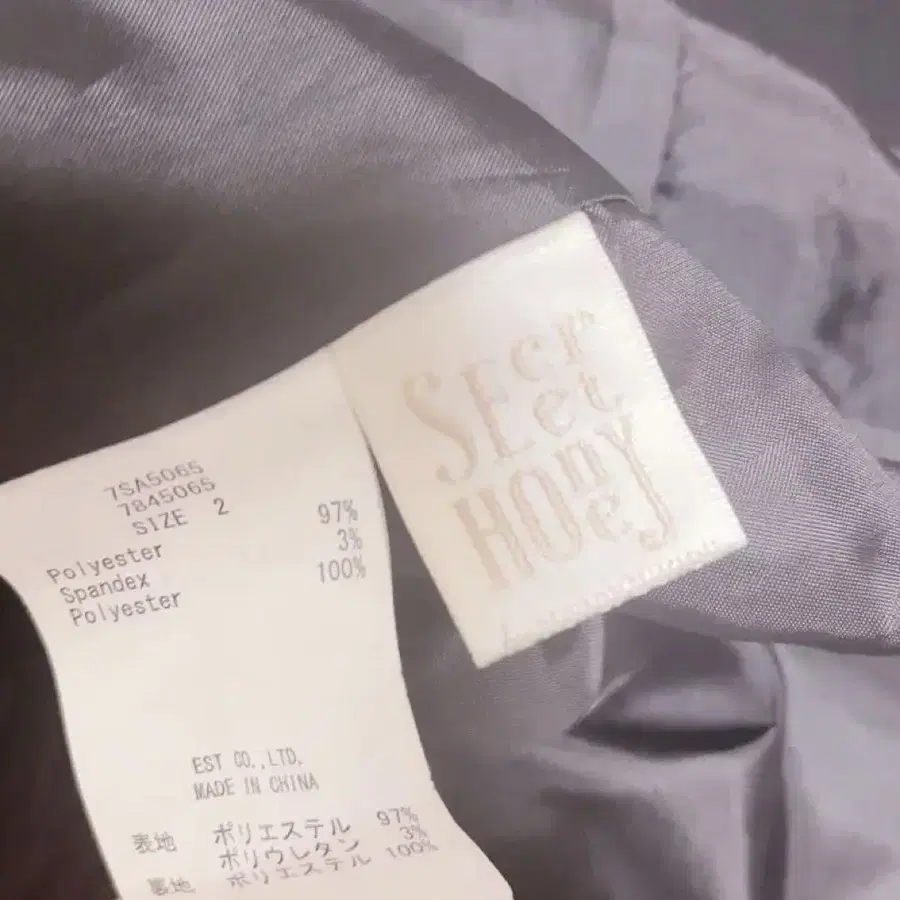 7SA5065
7845065
SIZE 2
Polyester 97%
Spandex 3%
Polyester 100%
EST CO.,LTD.
MADE IN CHINA
表地 ポリエステル 97%
ポリウレタン 3%
裏地 ポリエステル 100%
SEcret
HOney